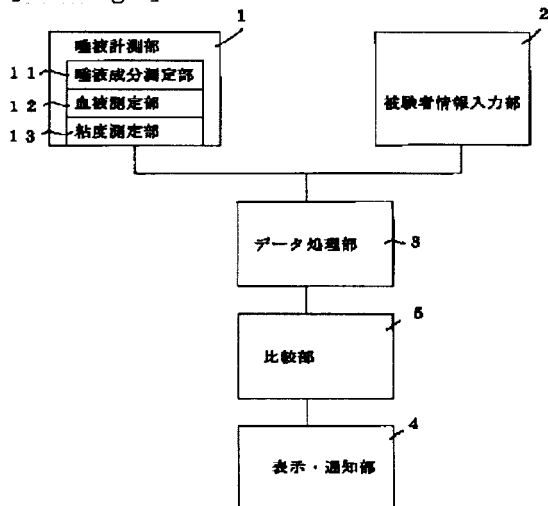 1
2
唾液計測部
11
唾液成分測定部
12
血液測定部
13
粘度測定部
被験者情報入力部
データ処理部
3
5
比較部
4
表示・通知部